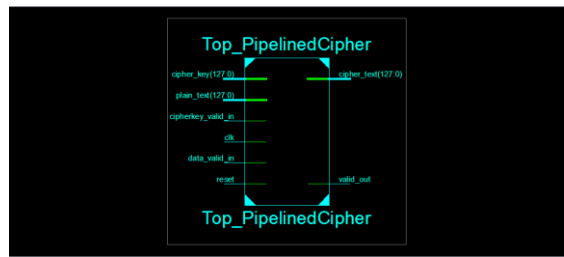 Top_PipelinedCipher
cipher_key(127:0)
cipher_text(127:0)
plain_text(127:0)
cipherkey_valid_in
clk
data_valid_in
reset
valid_out
Top_PipelinedCipher